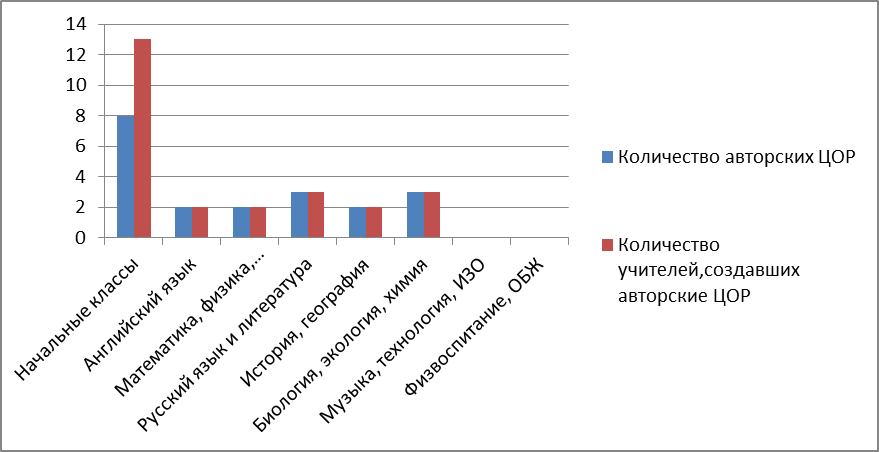 14
12
10
8
6
4
2
0
Начальные классы
Английский язык
Математика, физика,...
Русский язык и литература
История, география
Биология, экология, химия
Музыка, технология, ИЗО
Физвоспитание, ОБЖ
Количество авторских ЦОР
Количество
учителей,создавших
авторские ЦОР